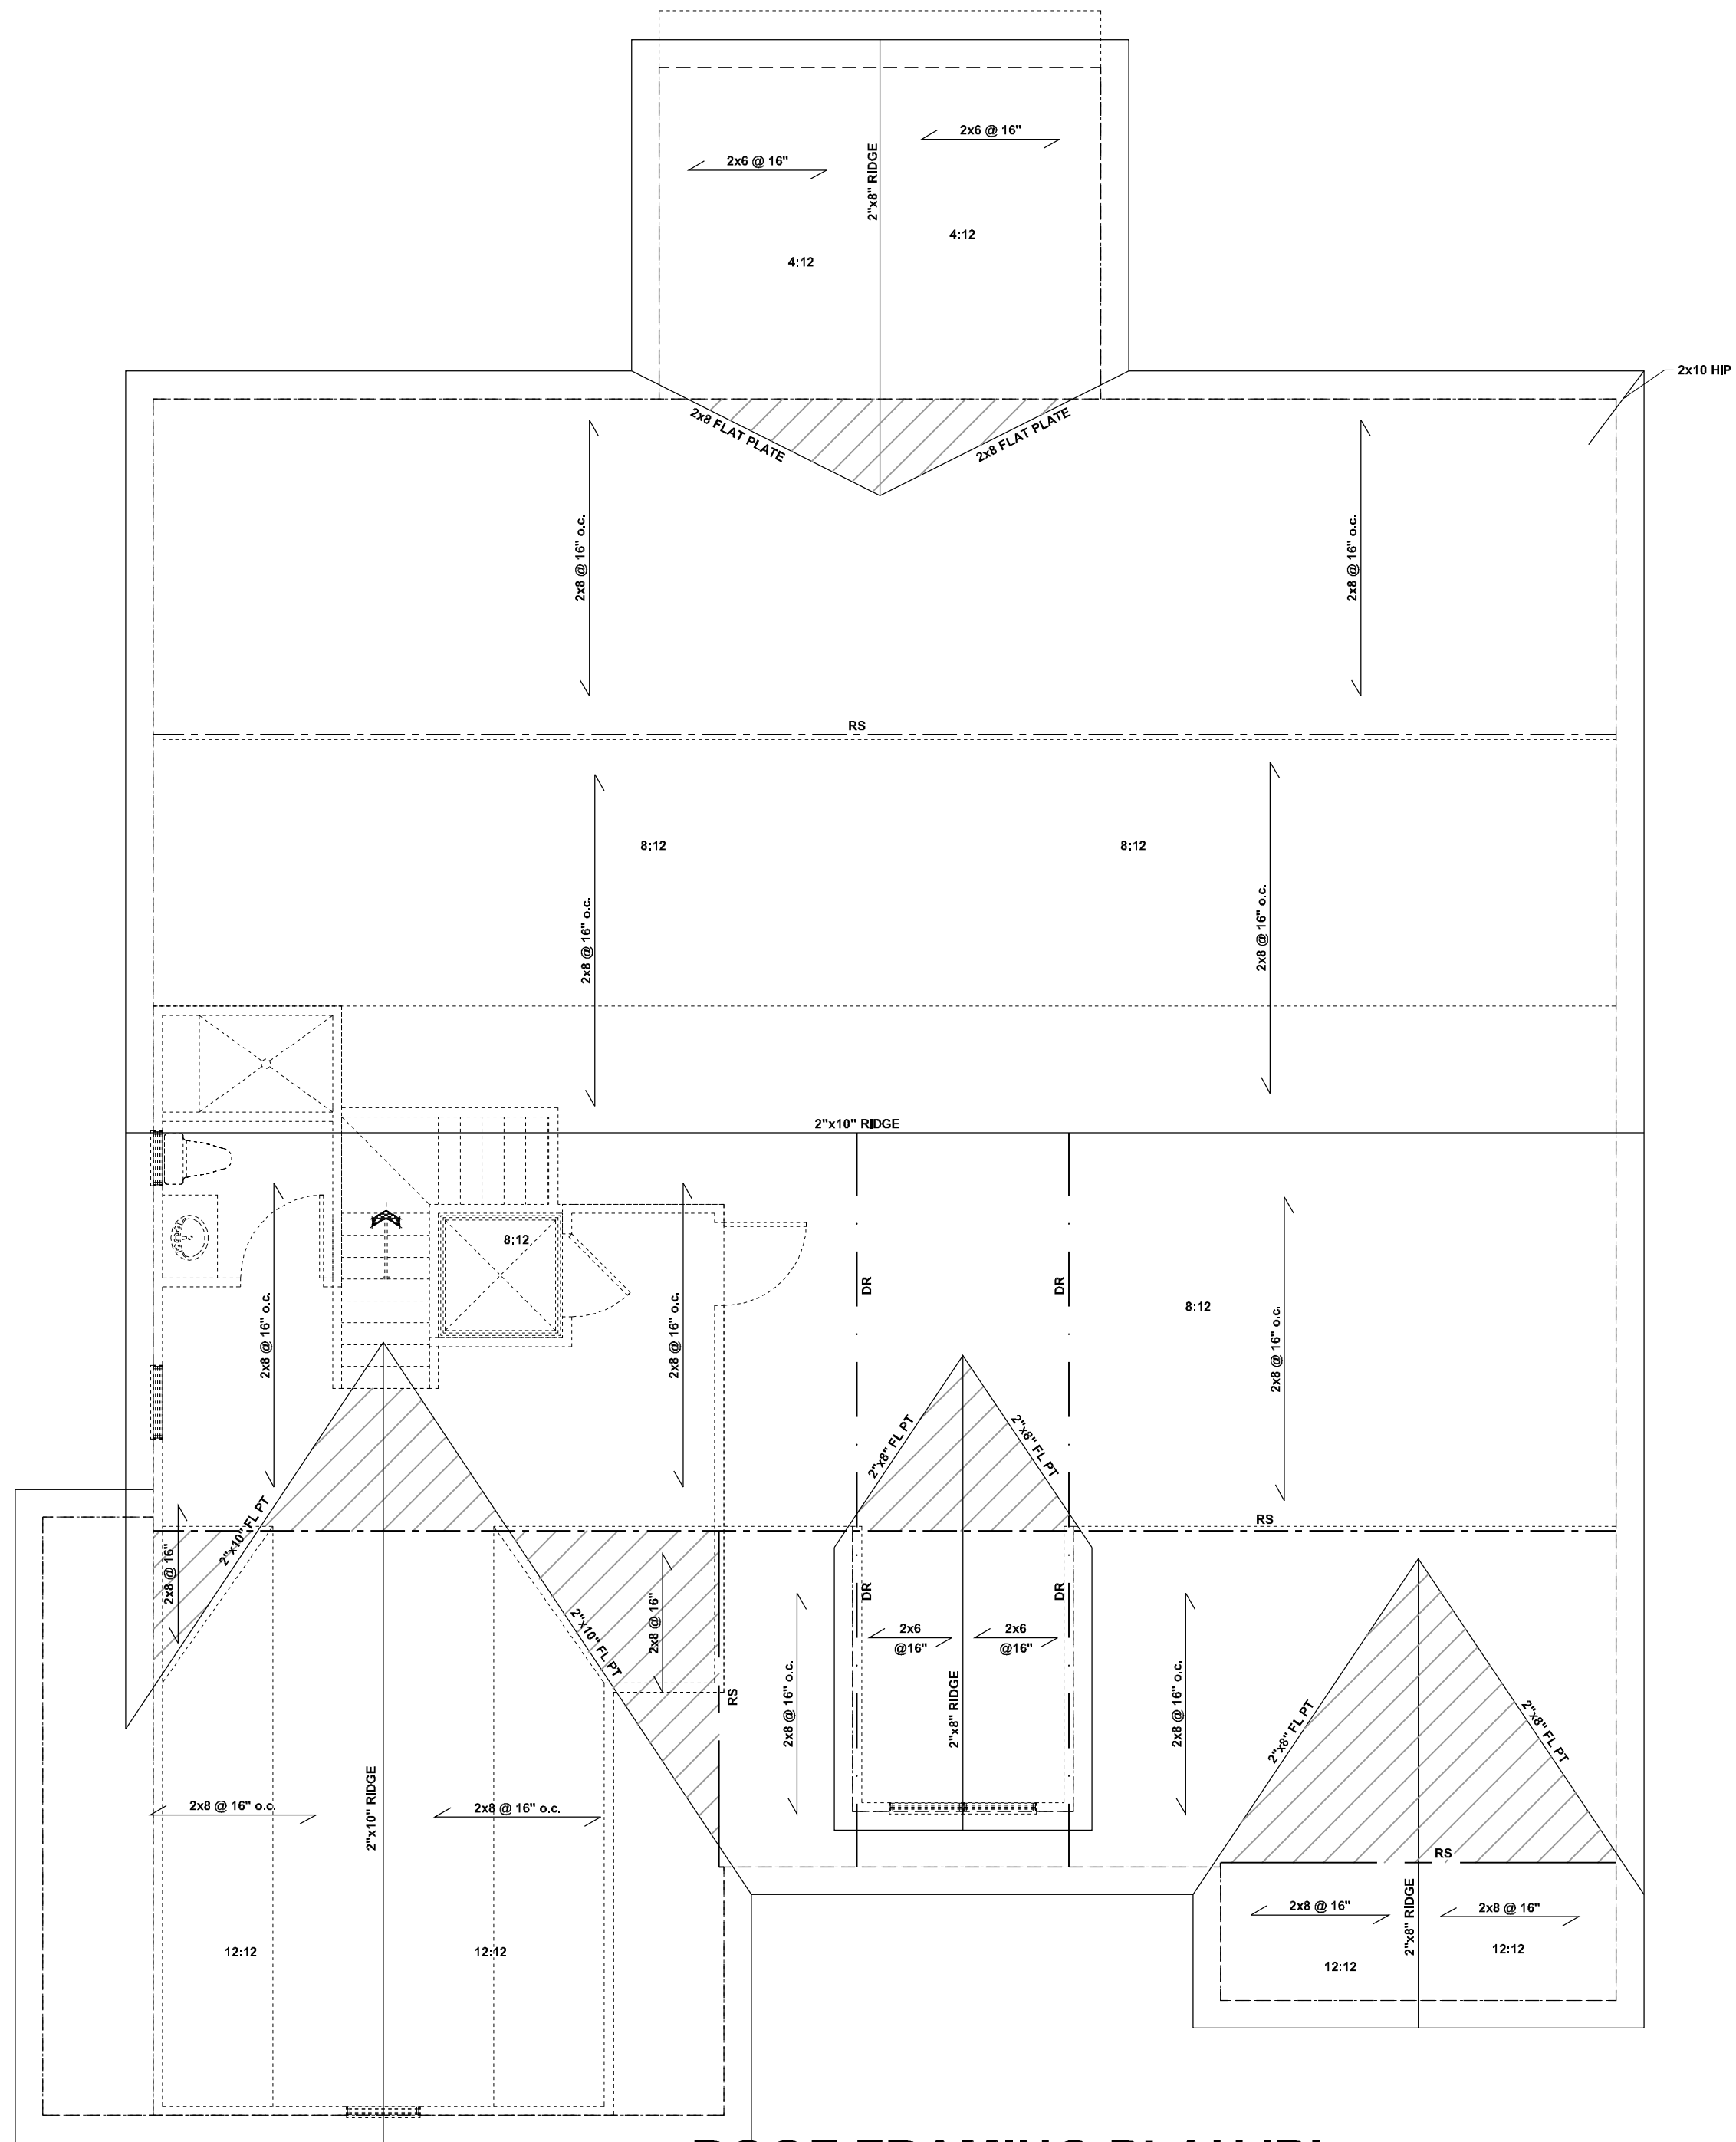 2x6 @ 16"
2x6 @ 16"
2"x8" RIDGE
4:12
4:12
2x10 HIP
2x8 FLAT PLATE
2x8 FLAT PLATE
2x8 @ 16" o.c.
2x8 @ 16" o.c.
RS
8:12
8:12
2x8 @ 16" o.c.
2x8 @ 16" o.c.
2"x10" RIDGE
8:12
DR
DR
8:12
2x8 @ 16" o.c.
2x8 @ 16" o.c.
2x8 @ 16" o.c.
2"x8" FL PT
2"x8" FL PT
2"x10" FL PT
RS
2x8 @ 16"
2x8 @ 16"
DR
DR
2"x10" FL PT
2x6
@16"
2x6
@16"
RS
2x8 @ 16" o.c.
2"x8" RIDGE
2x8 @ 16" o.c.
2"x8" FL PT
2"x8" FL PT
2x8 @ 16" o.c.
2"x10" RIDGE
2x8 @ 16" o.c.
RS
2x8 @ 16"
2"x8" RIDGE
2x8 @ 16"
12:12
12:12
12:12
12:12